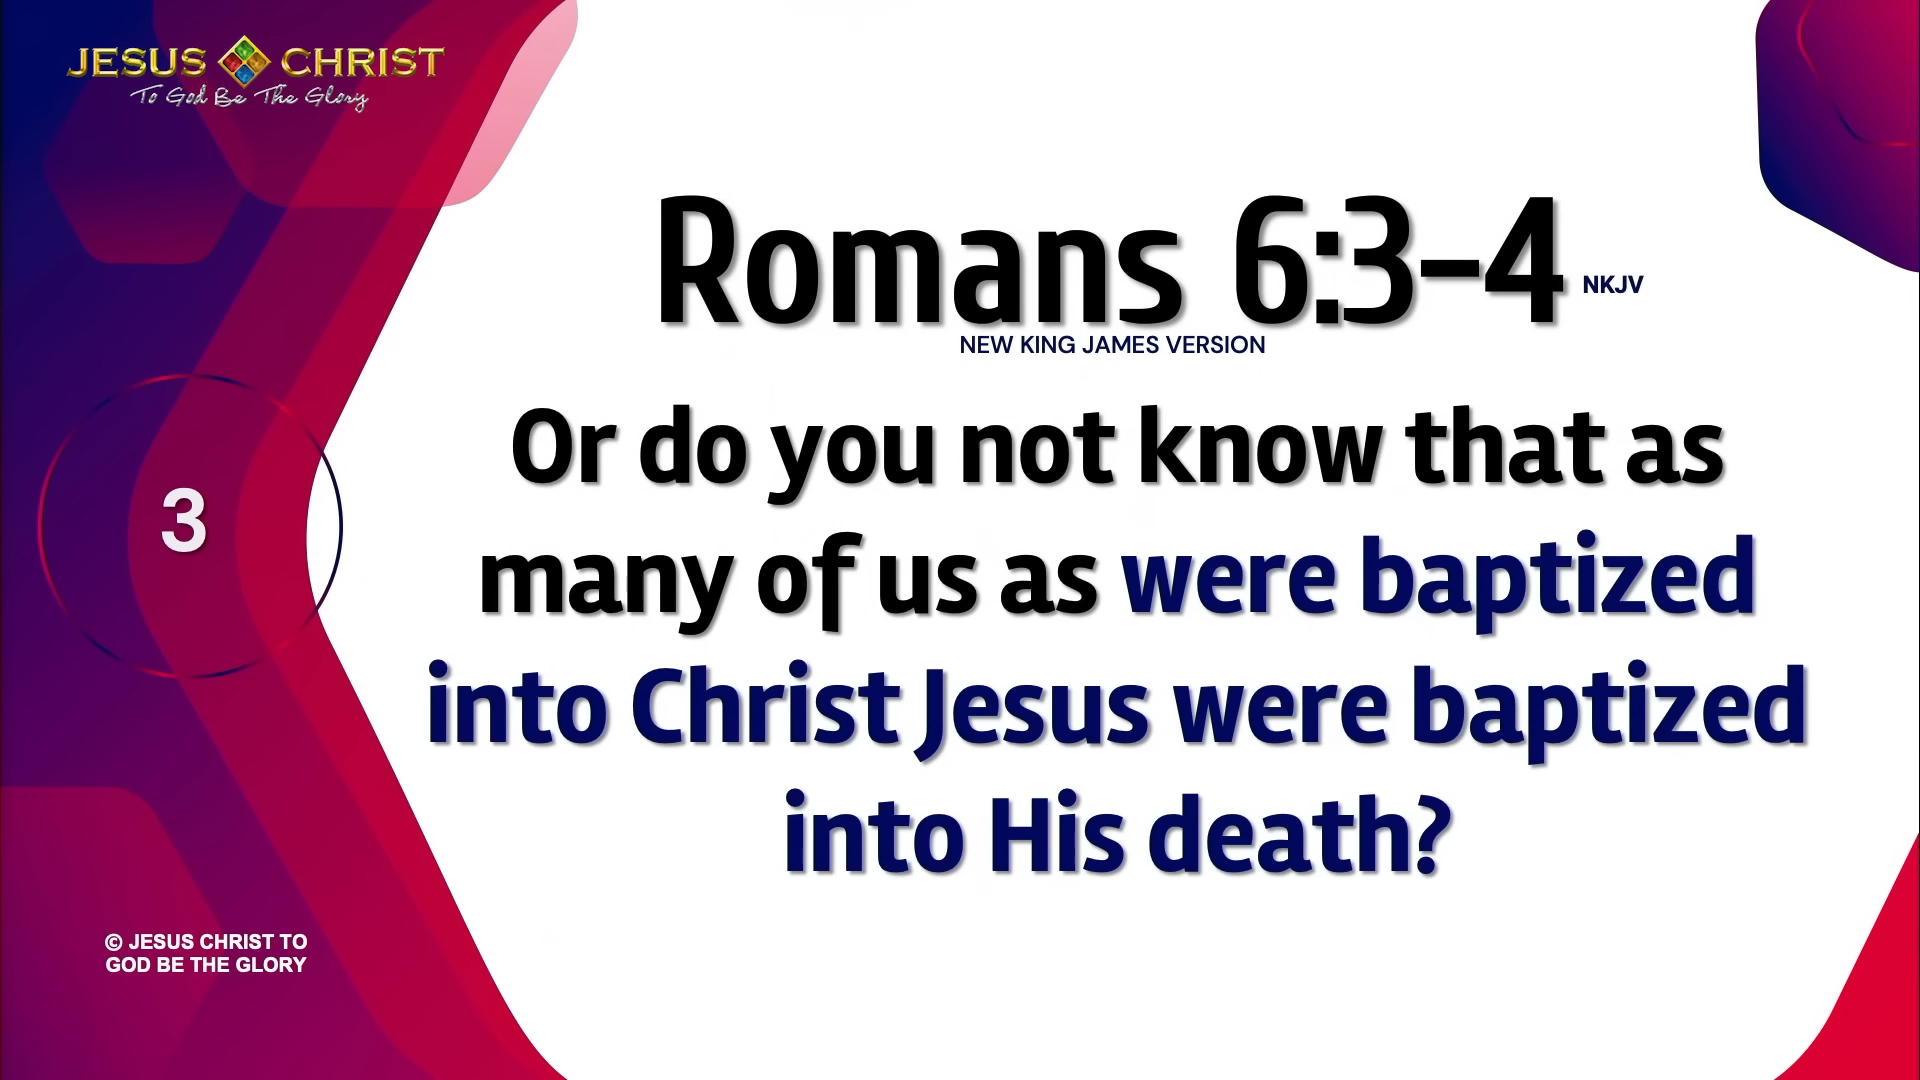 JESUS CHRIST
To God Be The Glory
Romans 6:3-4 NKJV
NEW KING JAMES VERSION
Or do you not know that as
many of us as were baptized
into Christ Jesus were baptized
into His death?
3
© JESUS CHRIST TO
GOD BE THE GLORY